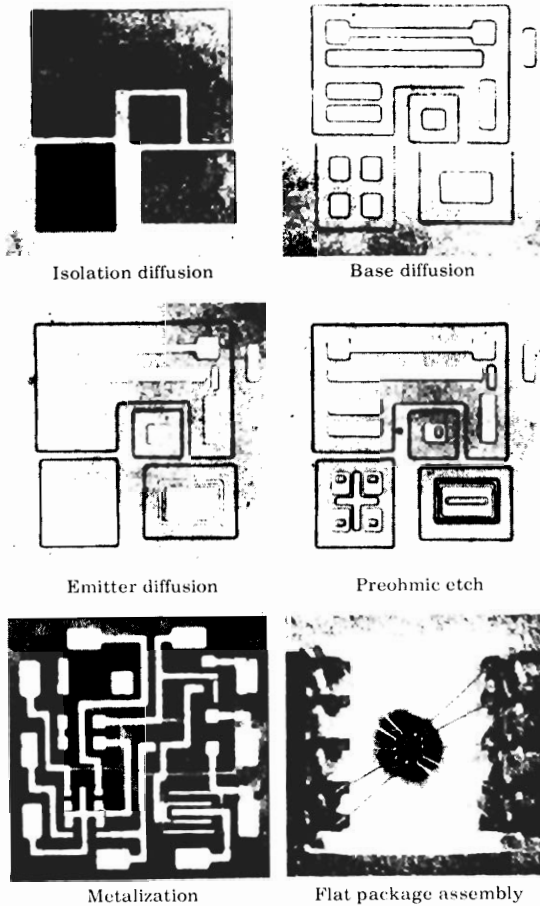 Isolation diffusion
Base diffusion
Emitter diffusion
Preohmic etch
Metalization
Flat package assembly